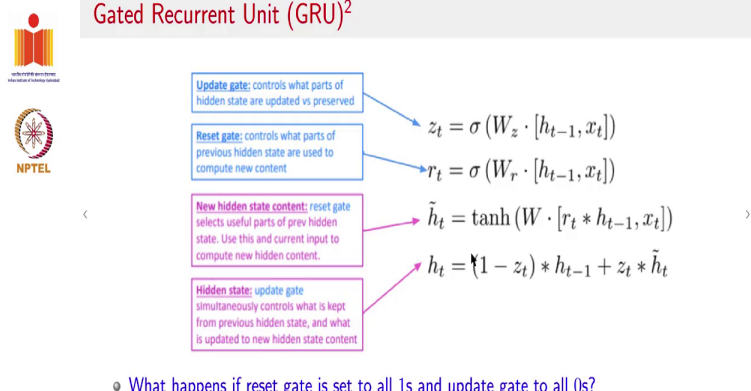 Gated Recurrent Unit (GRU)²
Update gate: controls what parts of
hidden state are updated vs preserved
Reset gate: controls what parts of
previous hidden state are used to
compute new content
New hidden state content: reset gate
selects useful parts of prev hidden
state. Use this and current input to
compute new hidden content.
Hidden state: update gate
simultaneously controls what is kept
from previous hidden state, and what
is updated to new hidden state content
z_t = σ (W_z · [h_{t−1}, x_t])
r_t = σ (W_r · [h_{t−1}, x_t])
h̃_t = tanh (W · [r_t * h_{t−1}, x_t])
h_t = (1 − z_t) * h_{t−1} + z_t * h̃_t
What happens if reset gate is set to all 1s and update gate to all 0s?
NPTEL